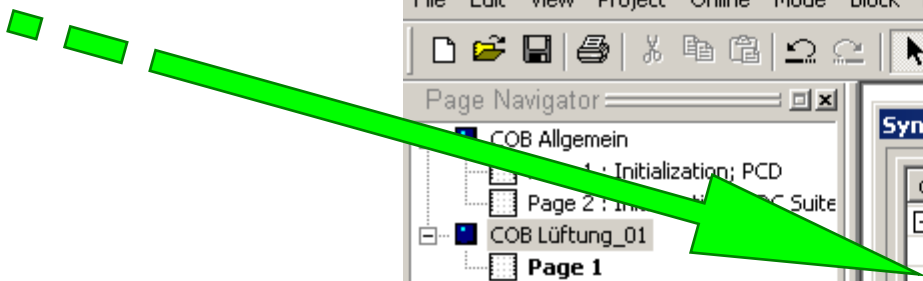 File Edit View Project Online Mode Block
Page Navigator
COB Allgemein
1 : Initialization; PCD
Page 2 : Suite
COB Lüftung_01
Page 1